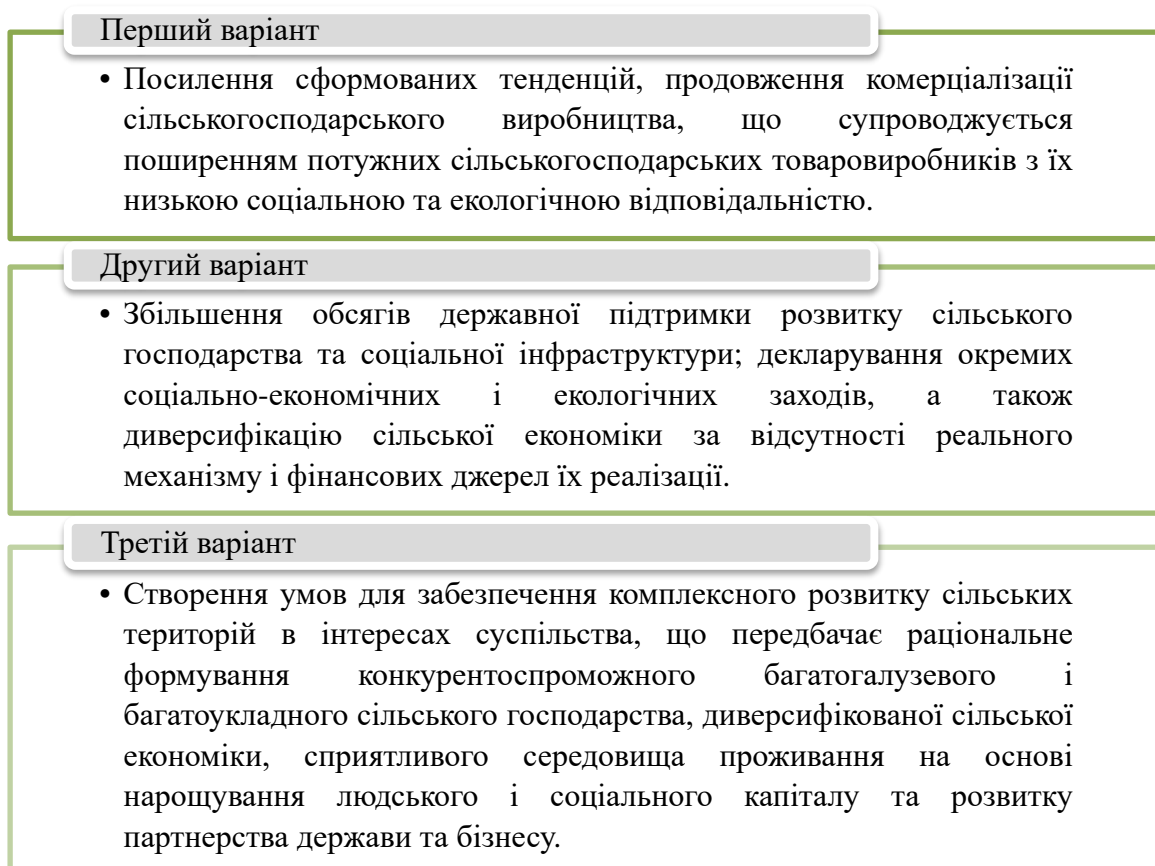 Перший варіант
• Посилення сформованих тенденцій, продовження комерціалізації
сільськогосподарського виробництва, що супроводжується
поширенням потужних сільськогосподарських товаровиробників з їх
низькою соціальною та екологічною відповідальністю.
Другий варіант
• Збільшення обсягів державної підтримки розвитку сільського
господарства та соціальної інфраструктури; декларування окремих
соціально-економічних і екологічних заходів, а також
диверсифікацію сільської економіки за відсутності реального
механізму і фінансових джерел їх реалізації.
Третій варіант
• Створення умов для забезпечення комплексного розвитку сільських
територій в інтересах суспільства, що передбачає раціональне
формування конкурентоспроможного багатогалузевого і
багатоукладного сільського господарства, диверсифікованої сільської
економіки, сприятливого середовища проживання на основі
нарощування людського і соціального капіталу та розвитку
партнерства держави та бізнесу.